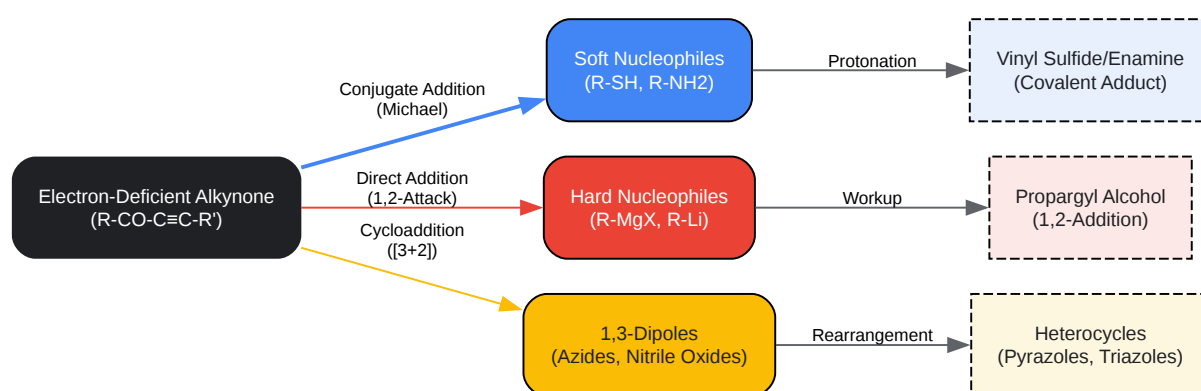 Electron-Deficient Alkynone
(R-CO-C≡C-R')
Conjugate Addition
(Michael)
Soft Nucleophiles
(R-SH, R-NH2)
Protonation
Vinyl Sulfide/Enamine
(Covalent Adduct)
Direct Addition
(1,2-Attack)
Hard Nucleophiles
(R-MgX, R-Li)
Workup
Propargyl Alcohol
(1,2-Addition)
Cycloaddition
([3+2])
1,3-Dipoles
(Azides, Nitrile Oxides)
Rearrangement
Heterocycles
(Pyrazoles, Triazoles)